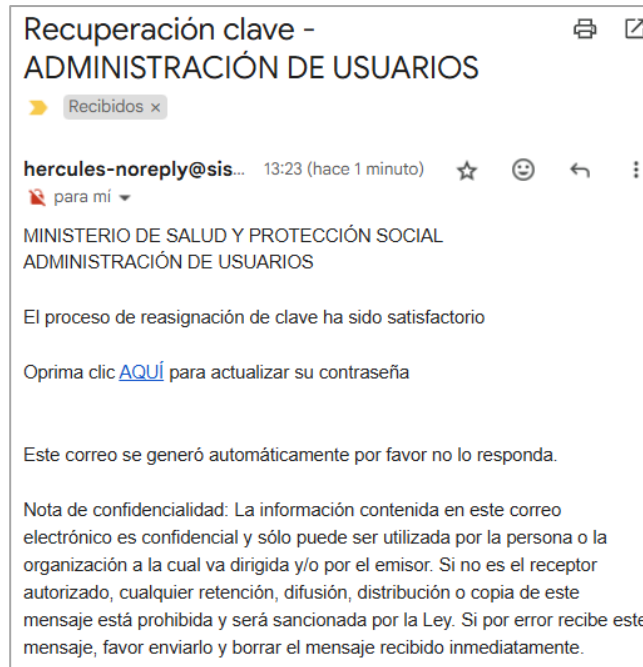 Recuperación clave -
ADMINISTRACIÓN DE USUARIOS
Recibidos ×
hercules-noreply@sis... 13:23 (hace 1 minuto)
para mí
MINISTERIO DE SALUD Y PROTECCIÓN SOCIAL
ADMINISTRACIÓN DE USUARIOS
El proceso de reasignación de clave ha sido satisfactorio
Oprima clic AQUÍ para actualizar su contraseña
Este correo se generó automáticamente por favor no lo responda.
Nota de confidencialidad: La información contenida en este correo
electrónico es confidencial y sólo puede ser utilizada por la persona o la
organización a la cual va dirigida y/o por el emisor. Si no es el receptor
autorizado, cualquier retención, difusión, distribución o copia de este
mensaje está prohibida y será sancionada por la Ley. Si por error recibe este
mensaje, favor enviarlo y borrar el mensaje recibido inmediatamente.